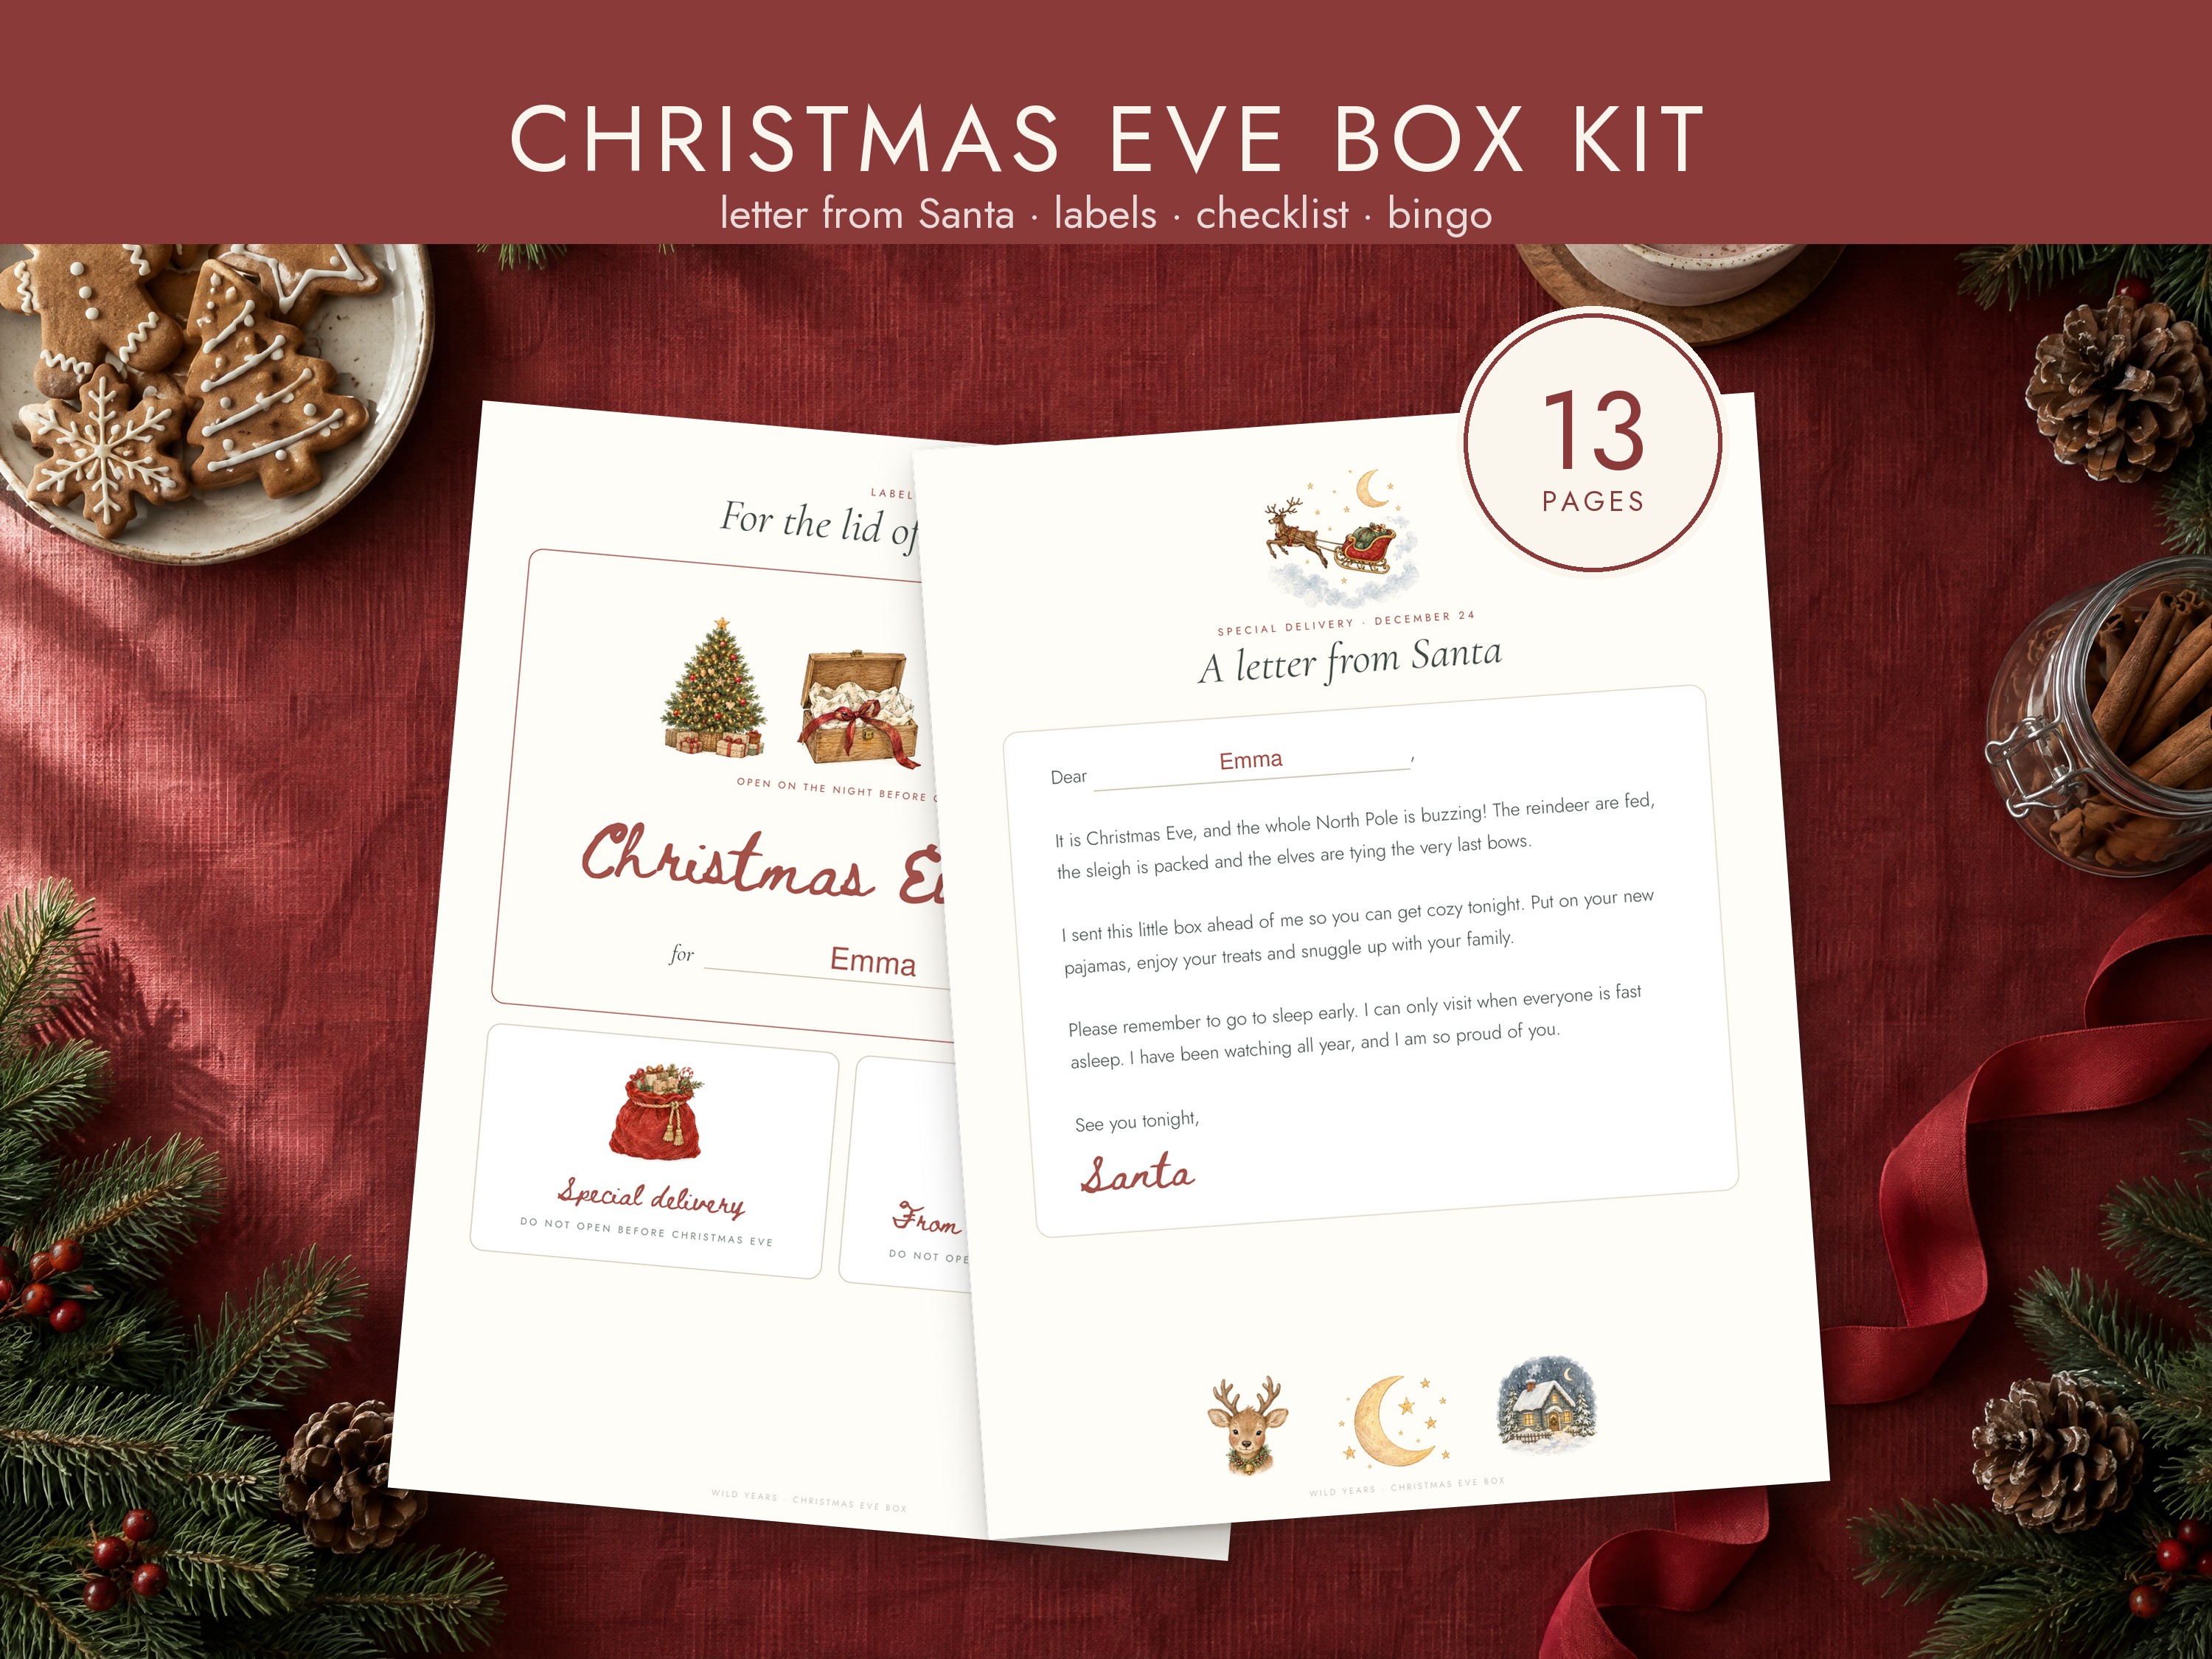 CHRISTMAS EVE BOX KIT
letter from Santa · labels · checklist · bingo
13
PAGES
LABEL
For the lid of
OPEN ON THE NIGHT BEFORE
Christmas
for Emma
Special delivery
DO NOT OPEN BEFORE CHRISTMAS EVE
From
DO NOT OPE
WILD YEARS · CHRISTMAS EVE BOX
SPECIAL DELIVERY · DECEMBER 24
A letter from Santa
Dear Emma ,
It is Christmas Eve, and the whole North Pole is buzzing! The reindeer are fed,
the sleigh is packed and the elves are tying the very last bows.
I sent this little box ahead of me so you can get cozy tonight. Put on your new
pajamas, enjoy your treats and snuggle up with your family.
Please remember to go to sleep early. I can only visit when everyone is fast
asleep. I have been watching all year, and I am so proud of you.
See you tonight,
Santa
WILD YEARS · CHRISTMAS EVE BOX